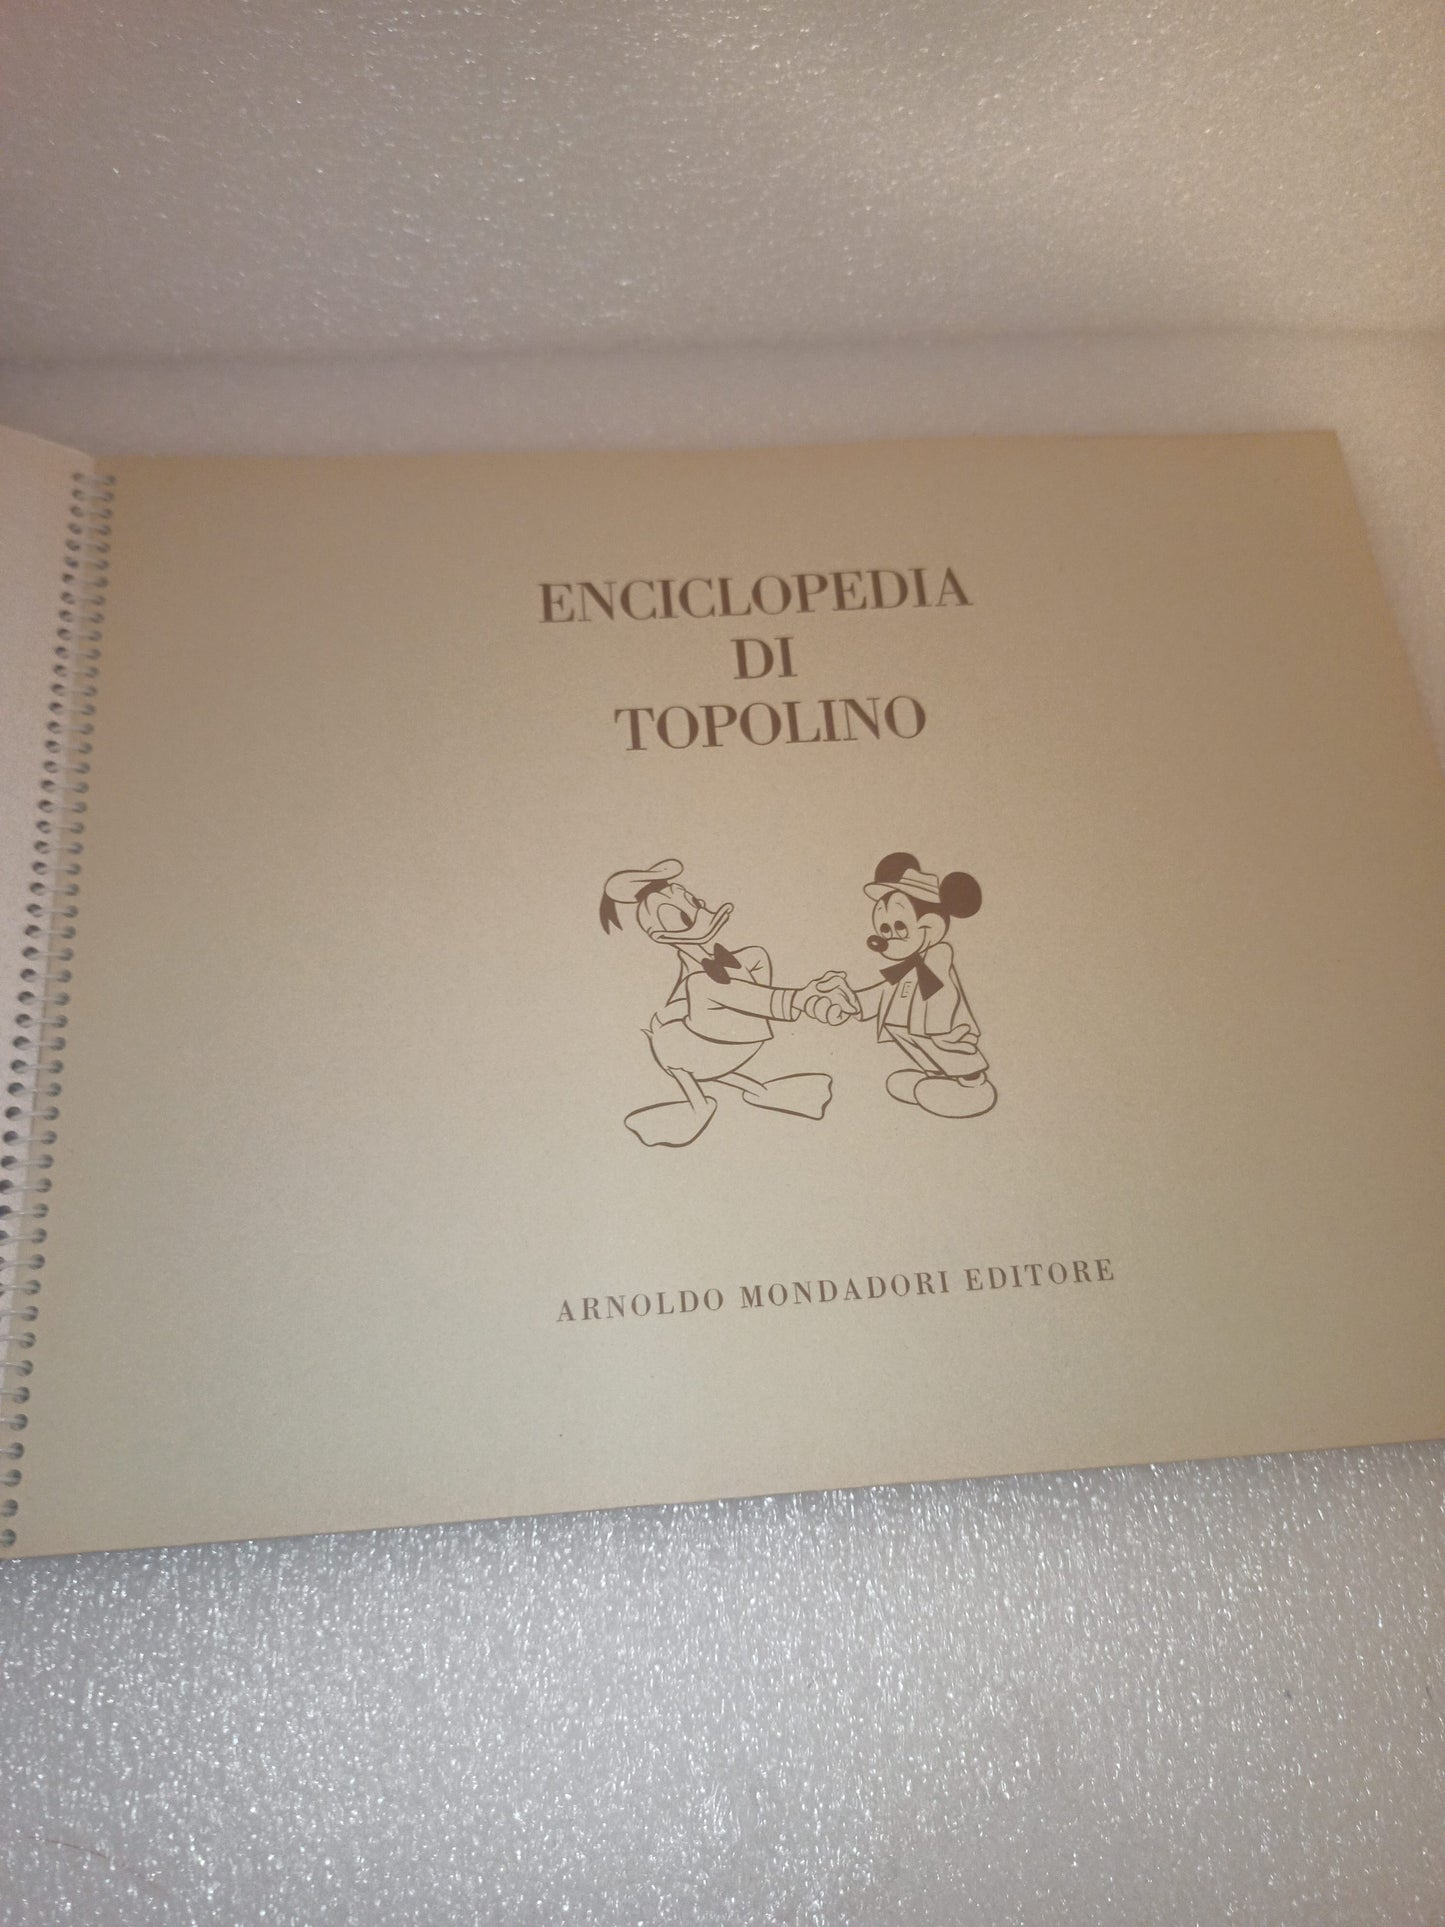 ENCICLOPEDIA
DI
TOPOLINO
E
ARNOLDO MONDADORI EDITORE